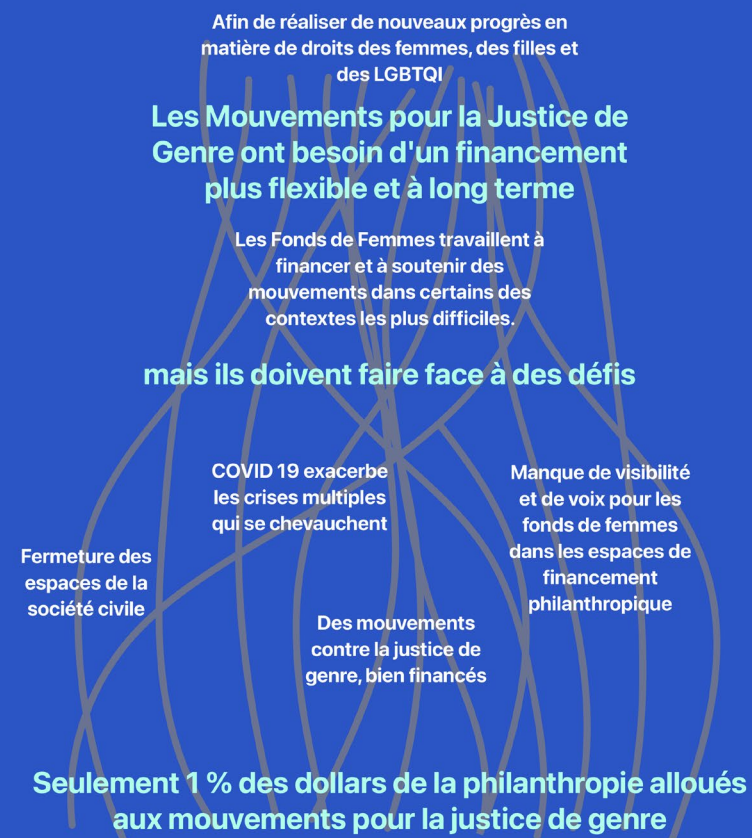 Afin de réaliser de nouveaux progrès en
matière de droits des femmes, des filles et
des LGBTQI
Les Mouvements pour la Justice de
Genre ont besoin d'un financement
plus flexible et à long terme
Les Fonds de Femmes travaillent à
financer et à soutenir des
mouvements dans certains des
contextes les plus difficiles.
mais ils doivent faire face à des défis
COVID 19 exacerbe
les crises multiples
qui se chevauchent
Manque de visibilité
et de voix pour les
fonds de femmes
dans les espaces de
financement
philanthropique
Fermeture des
espaces de la
société civile
Des mouvements
contre la justice de
genre, bien financés
Seulement 1 % des dollars de la philanthropie alloués
aux mouvements pour la justice de genre